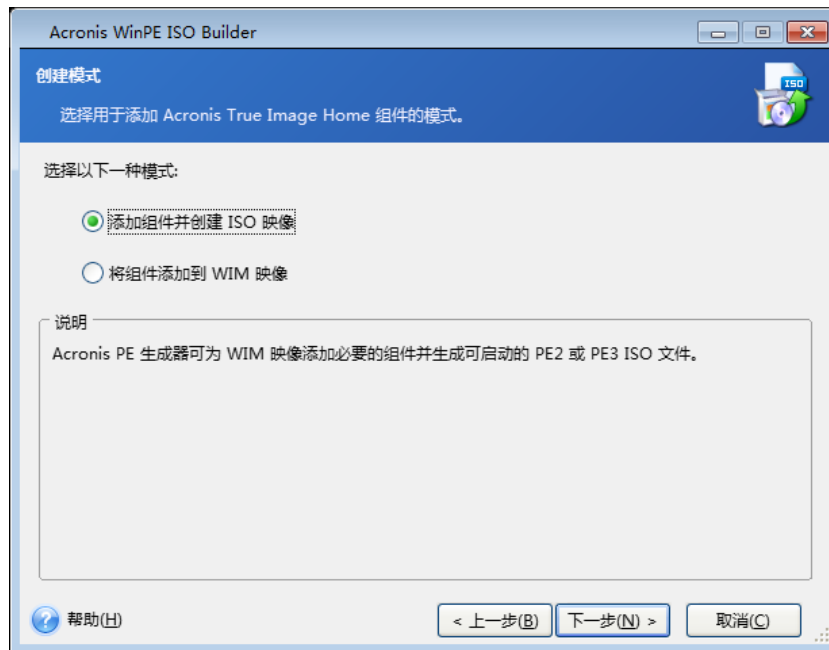 Acronis WinPE ISO Builder
创建模式
ISO
选择用于添加 Acronis True Image Home 组件的模式。
选择以下一种模式:
添加组件并创建 ISO 映像
将组件添加到 WIM 映像
说明
Acronis PE 生成器可为 WIM 映像添加必要的组件并生成可启动的 PE2 或 PE3 ISO 文件。
帮助(H)
< 上一步(B)
下一步(N) >
取消(C)